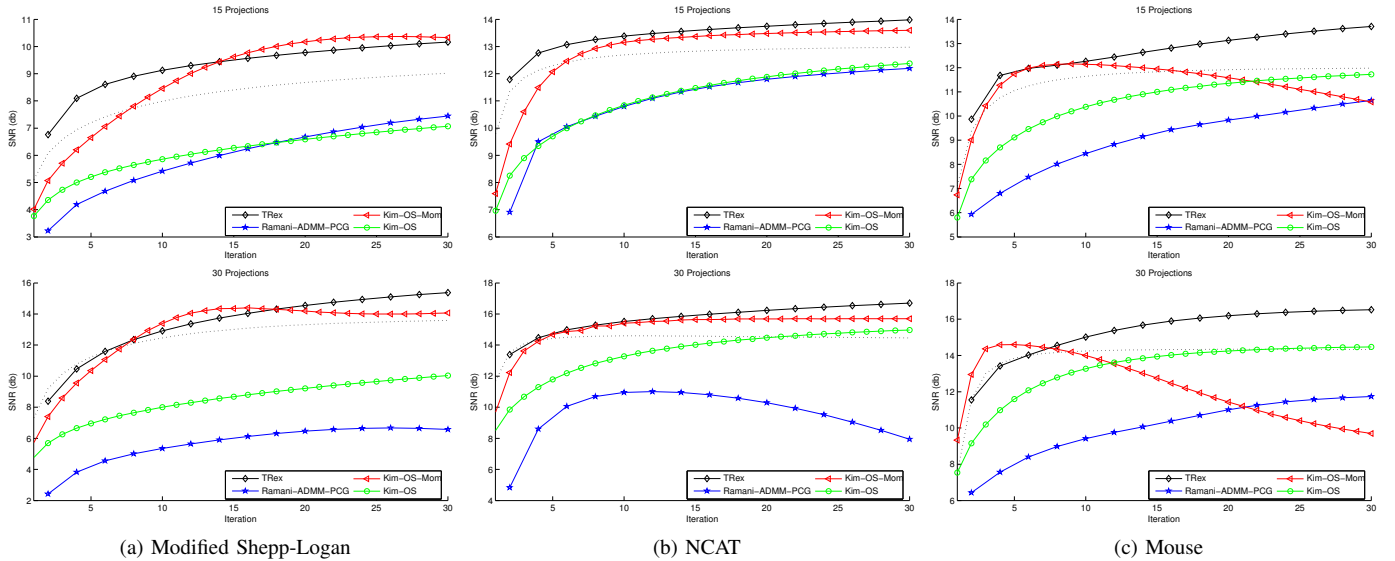 15 Projections
SNR (db)
11
10
9
8
7
6
5
4
3
5
10
15
20
25
30
Iteration
TRex
Ramani−ADMM−PCG
Kim−OS−Mom
Kim−OS
15 Projections
SNR (db)
14
13
12
11
10
9
8
7
6
5
10
15
20
25
30
Iteration
TRex
Ramani−ADMM−PCG
Kim−OS−Mom
Kim−OS
15 Projections
SNR (db)
14
13
12
11
10
9
8
7
6
5
5
10
15
20
25
30
Iteration
TRex
Ramani−ADMM−PCG
Kim−OS−Mom
Kim−OS
30 Projections
SNR (db)
16
14
12
10
8
6
4
2
5
10
15
20
25
30
Iteration
TRex
Ramani−ADMM−PCG
Kim−OS−Mom
Kim−OS
30 Projections
SNR (db)
18
16
14
12
10
8
6
4
5
10
15
20
25
30
Iteration
TRex
Ramani−ADMM−PCG
Kim−OS−Mom
Kim−OS
30 Projections
SNR (db)
18
16
14
12
10
8
6
5
10
15
20
25
30
Iteration
TRex
Ramani−ADMM−PCG
Kim−OS−Mom
Kim−OS
(a) Modified Shepp-Logan
(b) NCAT
(c) Mouse